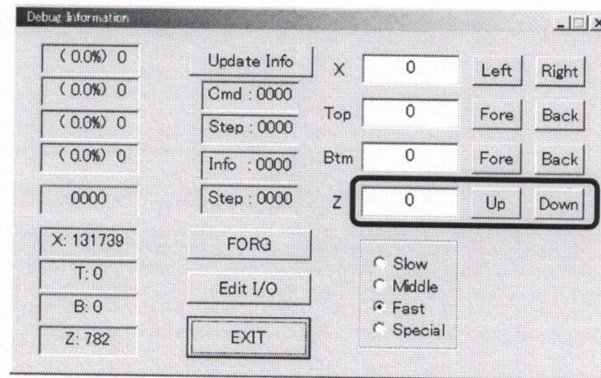 Debug Information
( 0.0%) 0
( 0.0%) 0
( 0.0%) 0
( 0.0%) 0
0000
X: 131739
T: 0
B: 0
Z: 782
Update Info
Cmd : 0000
Step : 0000
Info : 0000
Step : 0000
FORG
Edit I/O
EXIT
X 0 Left Right
Top 0 Fore Back
Btm 0 Fore Back
Z 0 Up Down
Slow
Middle
Fast
Special